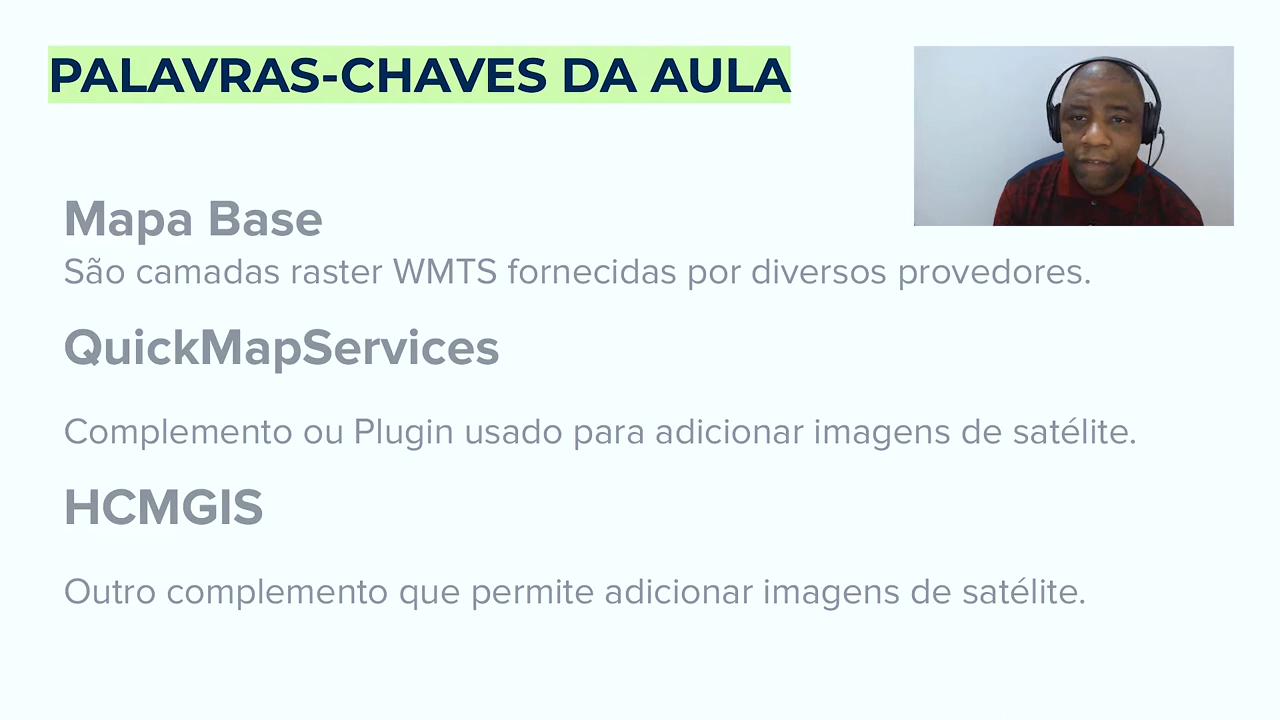 PALAVRAS-CHAVES DA AULA
Mapa Base
São camadas raster WMTS fornecidas por diversos provedores.
QuickMapServices
Complemento ou Plugin usado para adicionar imagens de satélite.
HCMGIS
Outro complemento que permite adicionar imagens de satélite.